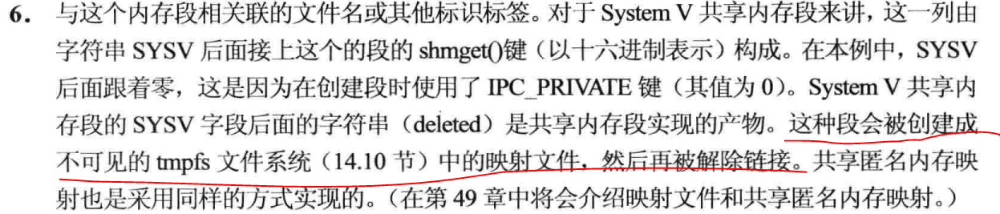 6. 与这个内存段相关联的文件名或其他标识标签。对于 System V 共享内存段来讲，这一列由
字符串 SYSV 后面接上这个的段的 shmget()键（以十六进制表示）构成。在本例中，SYSV
后面跟着零，这是因为在创建段时使用了 IPC_PRIVATE 键（其值为 0）。System V 共享内
存段的 SYSV 字段后面的字符串（deleted）是共享内存段实现的产物。这种段会被创建成
不可见的 tmpfs 文件系统（14.10 节）中的映射文件，然后再被解除链接。共享匿名内存映
射也是采用同样的方式实现的。（在第 49 章中将会介绍映射文件和共享匿名内存映射。）